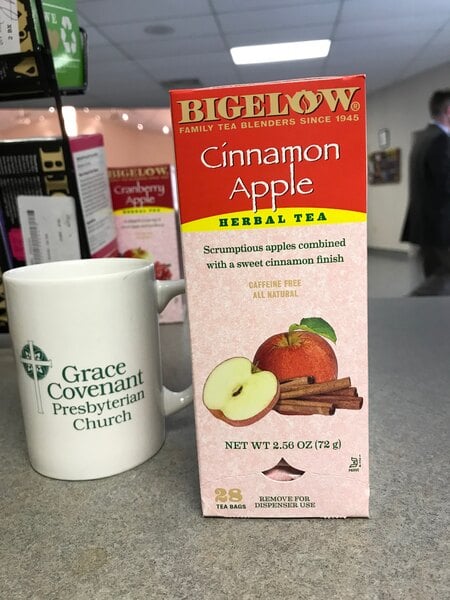 BIGELOW®
FAMILY TEA BLENDERS SINCE 1945
Cinnamon
Apple
HERBAL TEA
Scrumptious apples combined
with a sweet cinnamon finish
CAFFEINE FREE
ALL NATURAL
NET WT 2.56 OZ (72 g)
28
TEA BAGS
REMOVE FOR
DISPENSER USE
Grace
Covenant
Presbyterian
Church
BIGELOW
Cranberry
Apple
HERBAL TEA